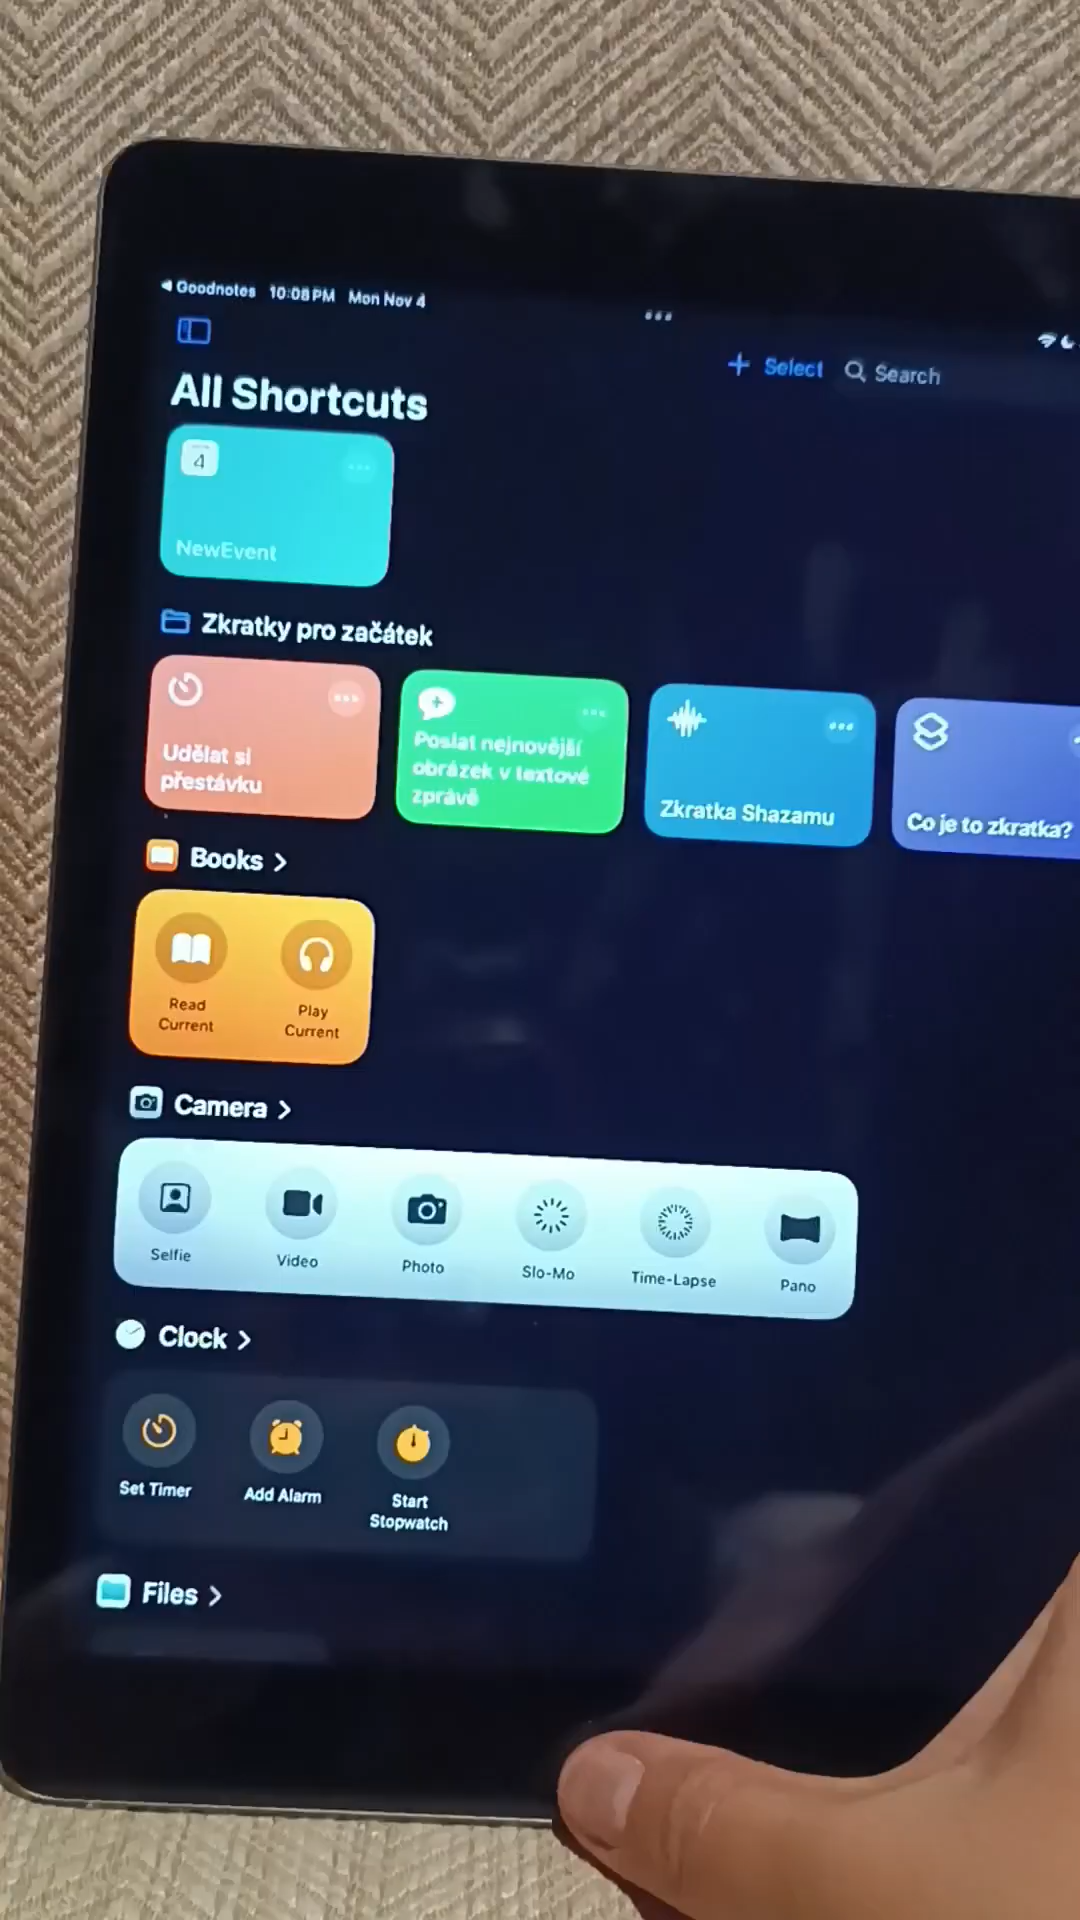 Goodnotes 10:08 PM Mon Nov 4
+ Select Search
All Shortcuts
4
NewEvent
Zkratky pro začátek
Udělat si
přestávku
Poslat nejnovější
obrázek v textové
zprávě
Zkratka Shazamu
Co je to zkratka?
Books >
Read
Current
Play
Current
Camera >
Selfie
Video
Photo
Slo-Mo
Time-Lapse
Pano
Clock >
Set Timer
Add Alarm
Start
Stopwatch
Files >